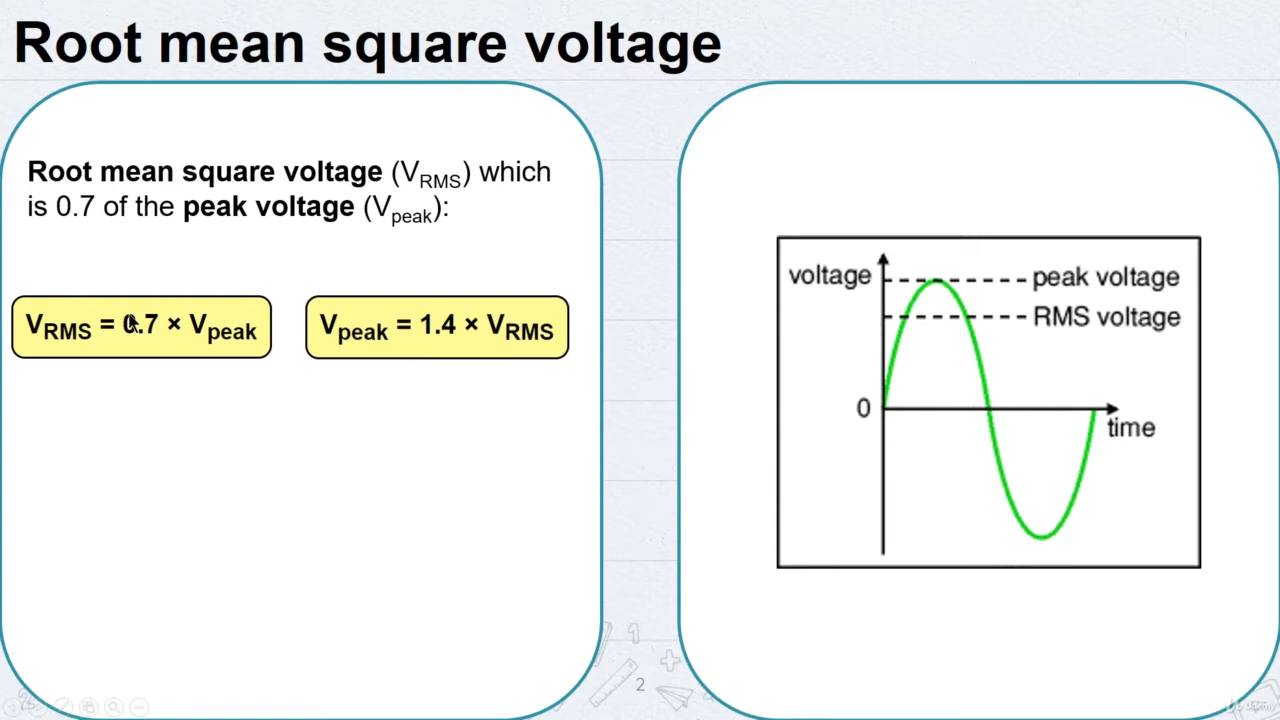 Root mean square voltage
Root mean square voltage (VRMS) which
is 0.7 of the peak voltage (Vpeak):
VRMS = 0.7 × Vpeak
Vpeak = 1.4 × VRMS
voltage
peak voltage
RMS voltage
0
time
2